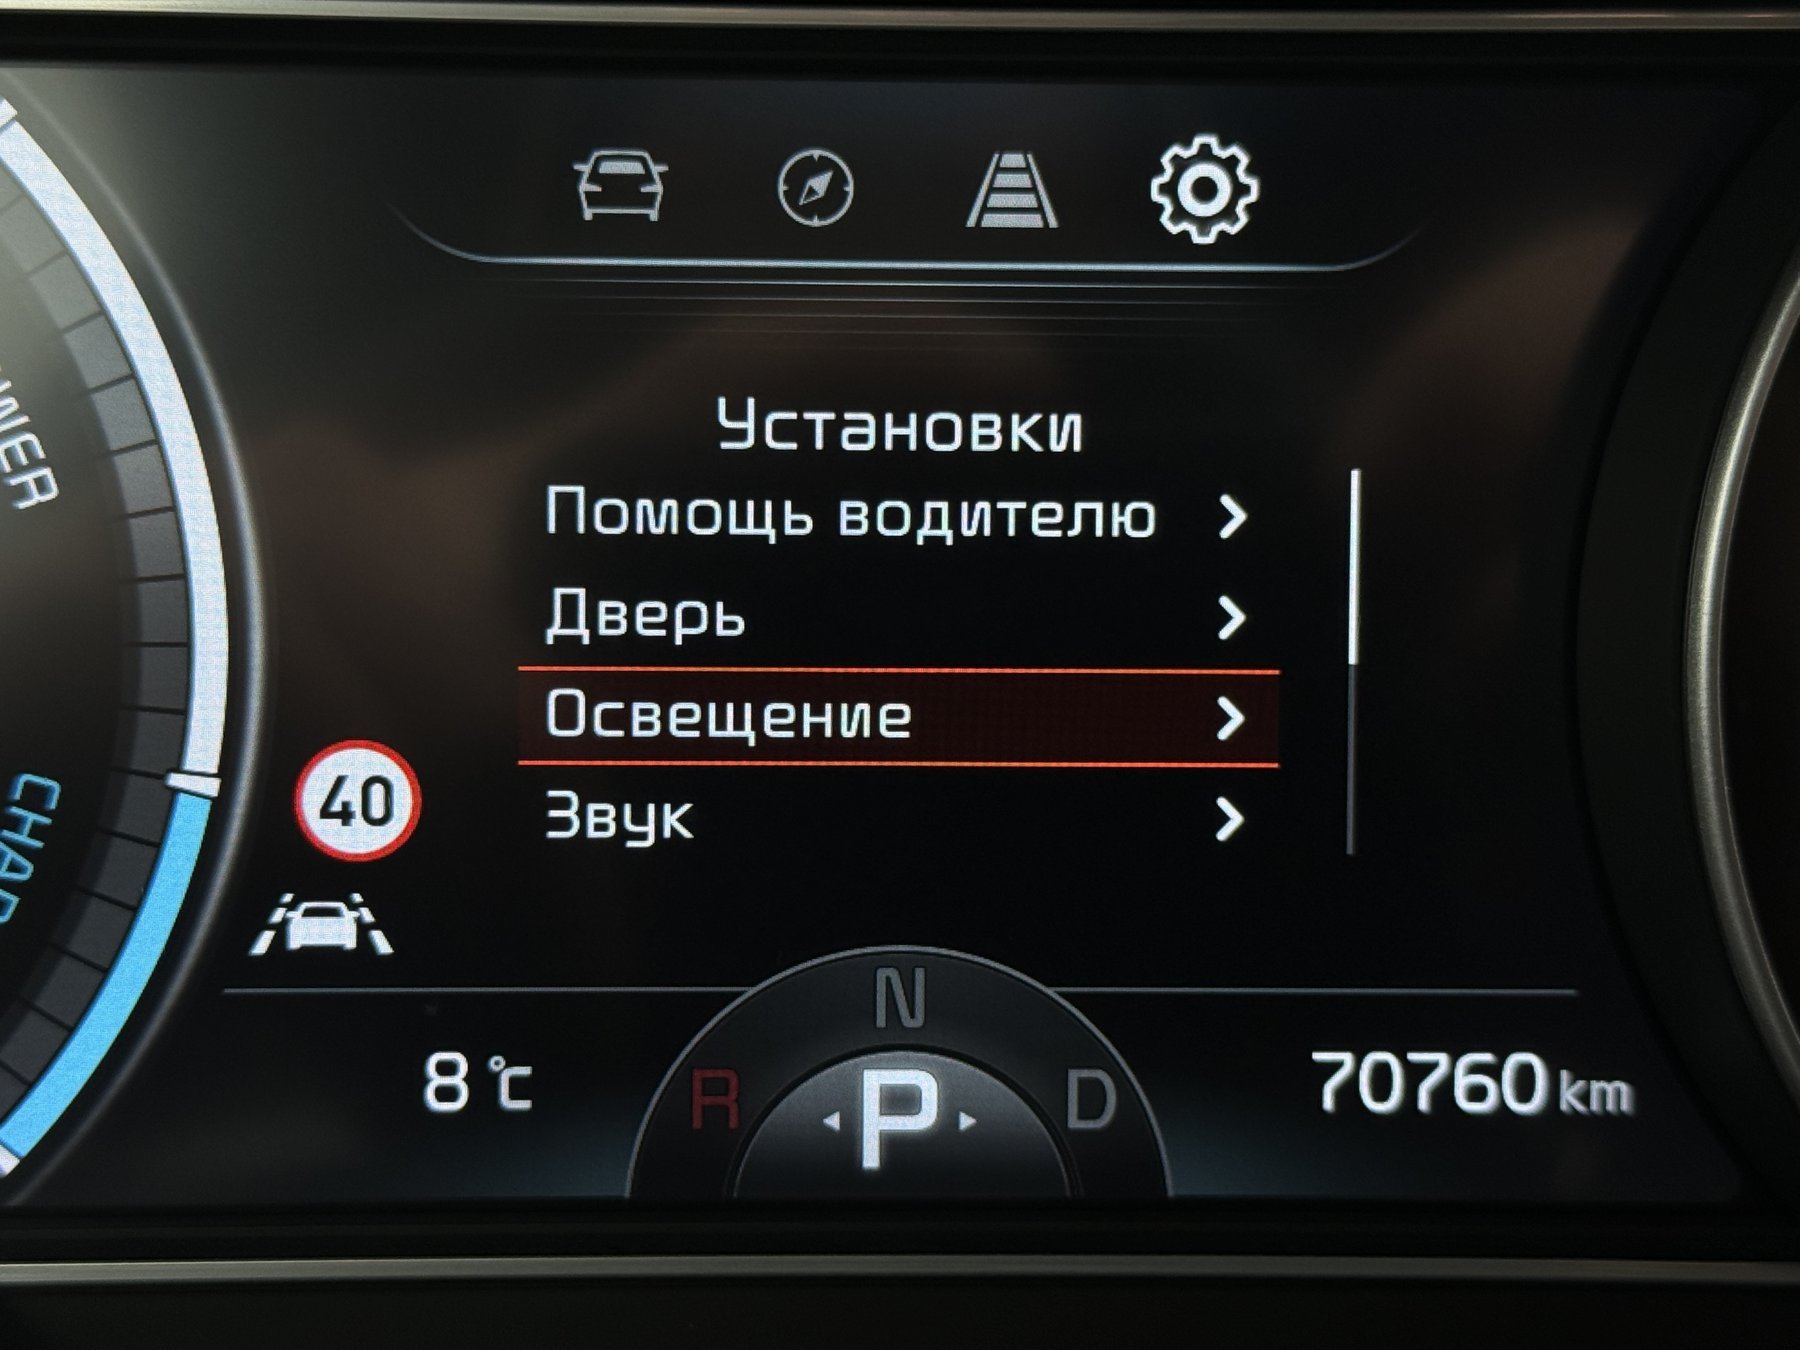 Установки
Помощь водителю
Дверь
Освещение
Звук
40
N
R P D
8 °C
70760 km